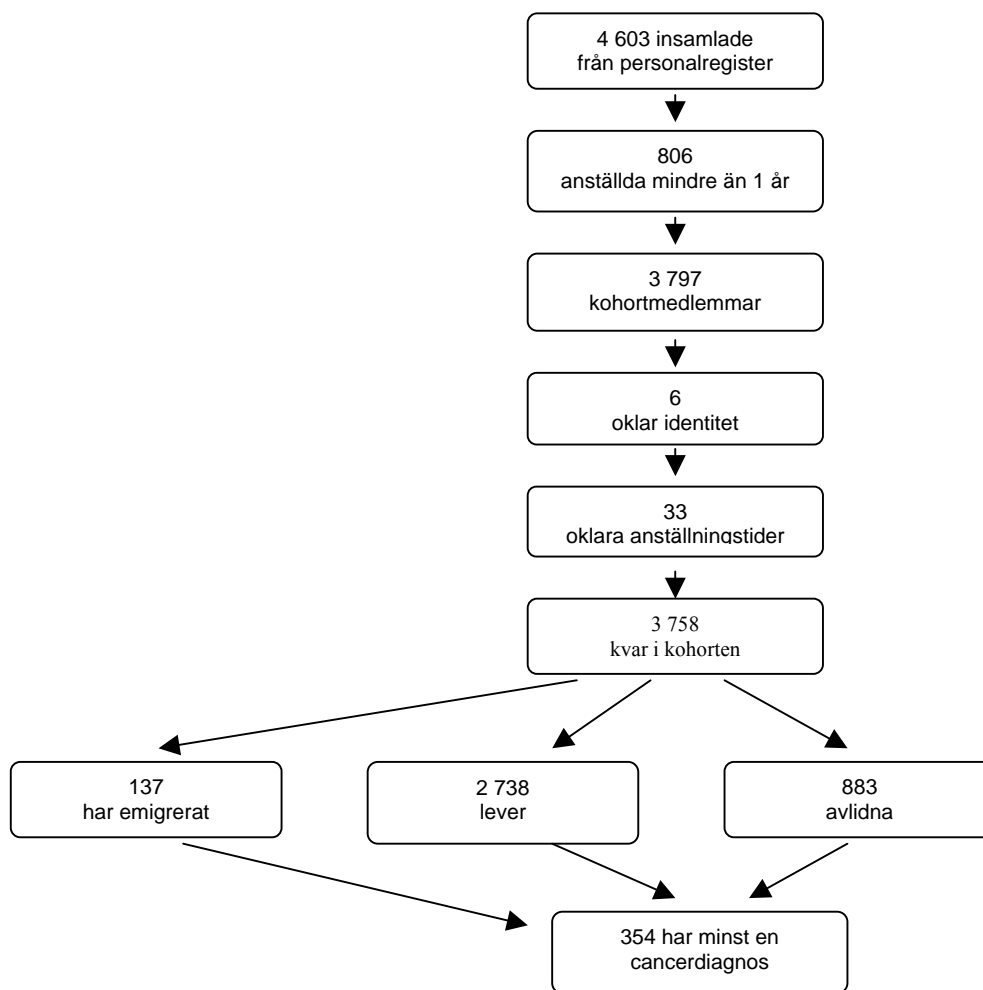 4 603 insamlade
från personalregister
806
anställda mindre än 1 år
3 797
kohortmedlemmar
6
oklar identitet
33
oklara anställningstider
3 758
kvar i kohorten
137
har emigrerat
2 738
lever
883
avlidna
354 har minst en
cancerdiagnos